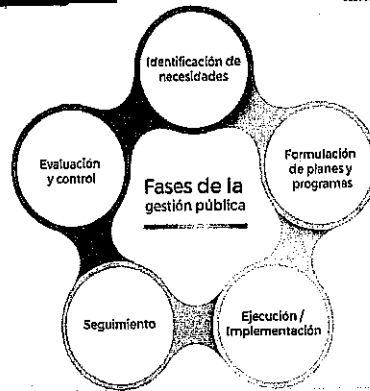 Identificación de
necesidades
Formulación
de planes y
programas
Ejecución /
Implementación
Seguimiento
Evaluación
y control
Fases de la
gestión pública